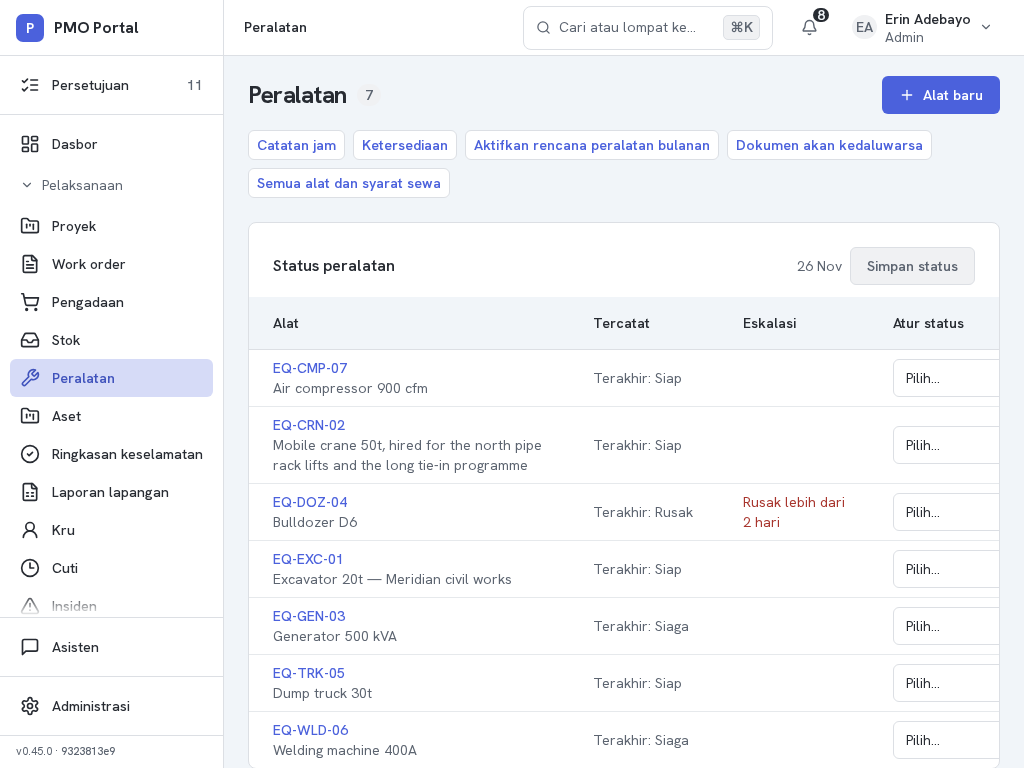 P PMO Portal
Persetujuan 11
Dasbor
Pelaksanaan
Proyek
Work order
Pengadaan
Stok
Peralatan
Aset
Ringkasan keselamatan
Laporan lapangan
Kru
Cuti
Insiden
Asisten
Administrasi
v0.45.0 · 9323813e9
Peralatan
Cari atau lompat ke... ⌘K
8
EA Erin Adebayo
Admin
Peralatan 7
Alat baru
Catatan jam Ketersediaan Aktifkan rencana peralatan bulanan Dokumen akan kedaluwarsa
Semua alat dan syarat sewa
Status peralatan 26 Nov Simpan status
Alat Tercatat Eskalasi Atur status
EQ-CMP-07
Air compressor 900 cfm
Terakhir: Siap Pilih...
EQ-CRN-02
Mobile crane 50t, hired for the north pipe
rack lifts and the long tie-in programme
Terakhir: Siap Pilih...
EQ-DOZ-04
Bulldozer D6
Terakhir: Rusak
Rusak lebih dari
2 hari
Pilih...
EQ-EXC-01
Excavator 20t — Meridian civil works
Terakhir: Siap Pilih...
EQ-GEN-03
Generator 500 kVA
Terakhir: Siaga Pilih...
EQ-TRK-05
Dump truck 30t
Terakhir: Siap Pilih...
EQ-WLD-06
Welding machine 400A
Terakhir: Siaga Pilih...